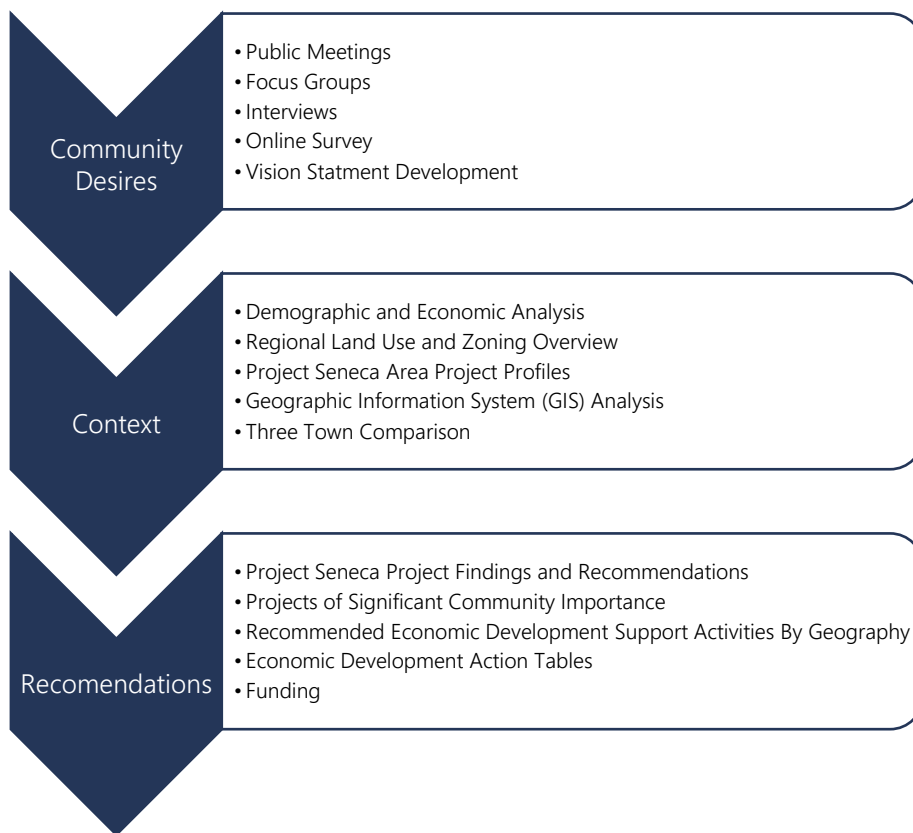 Community
Desires
• Public Meetings
• Focus Groups
• Interviews
• Online Survey
• Vision Statment Development
Context
• Demographic and Economic Analysis
• Regional Land Use and Zoning Overview
• Project Seneca Area Project Profiles
• Geographic Information System (GIS) Analysis
• Three Town Comparison
Recomendations
• Project Seneca Project Findings and Recommendations
• Projects of Significant Community Importance
• Recommended Economic Development Support Activities By Geography
• Economic Development Action Tables
• Funding